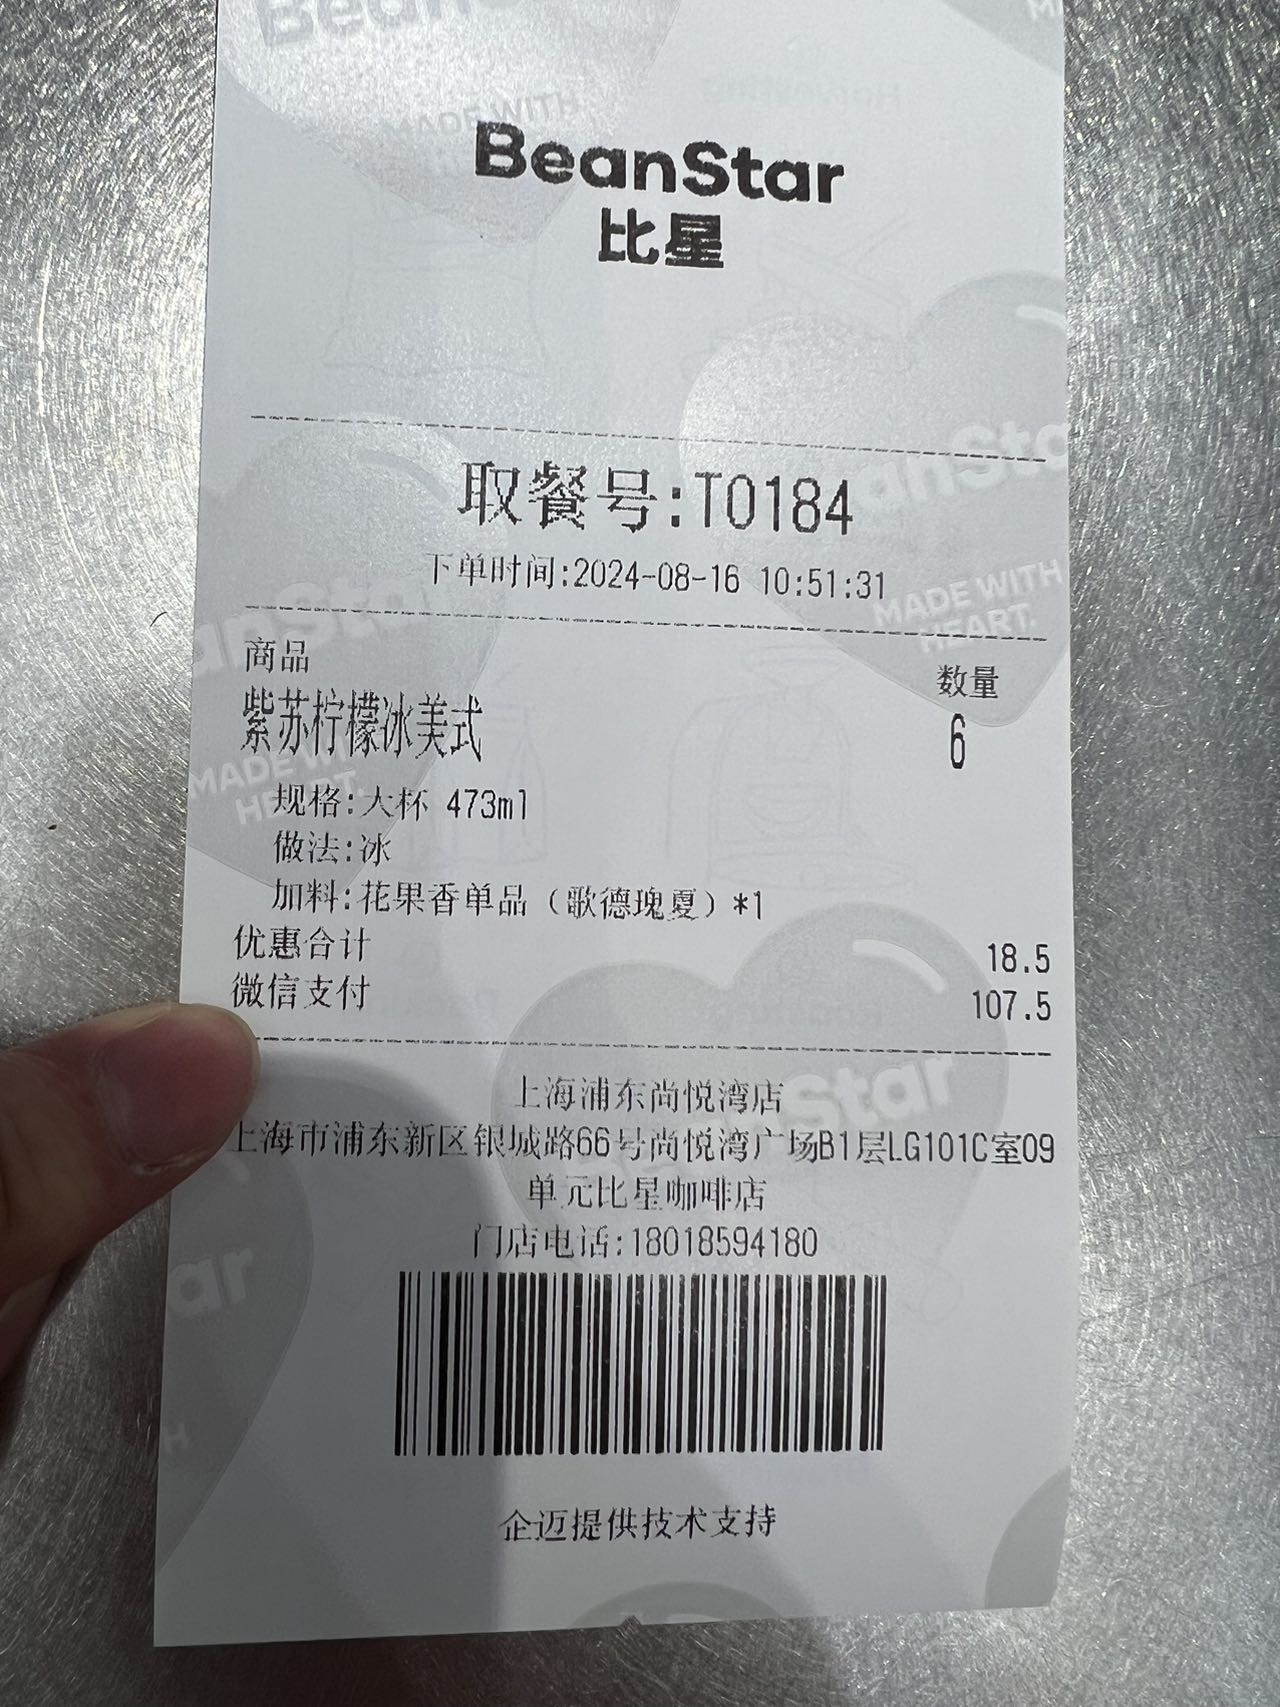 BeanStar
比星
取餐号:T0184
下单时间:2024-08-16 10:51:31
商品 数量
紫苏柠檬冰美式 6
规格:大杯 473ml
做法:冰
加料:花果香单品（歌德瑰夏）*1
优惠合计 18.5
微信支付 107.5
上海浦东尚悦湾店
上海市浦东新区银城路66号尚悦湾广场B1层LG101C室09
单元比星咖啡店
门店电话:18018594180
企迈提供技术支持
MADE WITH
HEART.